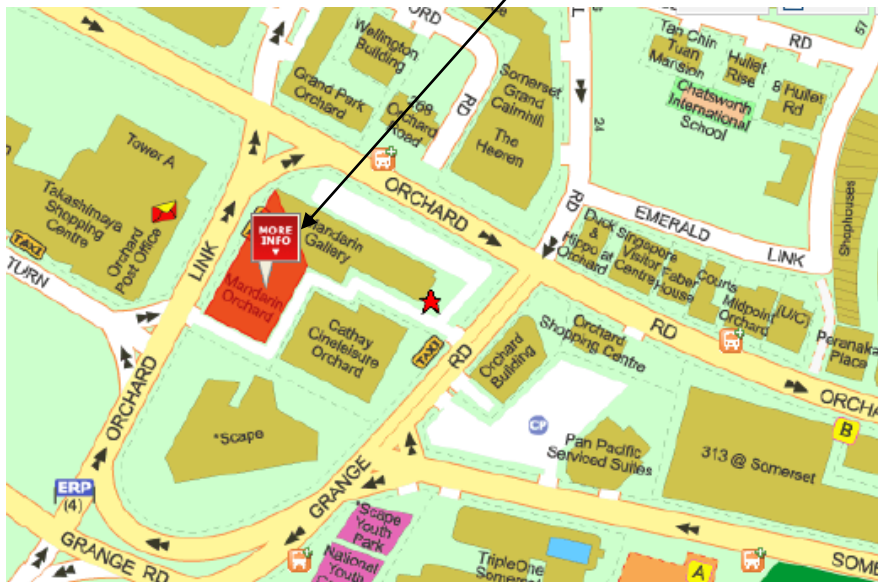 ORD
Wellington
Building
Grand Park
Orchard
268
Orchard
Road
RD
Somerset
Grand
Cairnhill
The
Heeren
24
RD
Tan Chin
Tuan
Mansion
Hullet
Rise
8 Hullet
Rd
RD
57
Chatsworth
International
School
Shophouses
EMERALD
LINK
Tower A
Takashimaya
Shopping
Centre
Orchard
Post Office
TAXI
TURN
LINK
ORCHARD
MORE
INFO
Mandarin
Gallery
Mandarin
Orchard
ORCHARD
RD
Cathay
Cineleisure
Orchard
TAXI
RD
GRANGE
Orchard
Building
Orchard
Shopping Centre
Duck
&
Hippo
Orchard
Singapore
Visitor
Centre
at
Faber
House
Midpoint
Orchard
[U/C]
Peranaka
Place
ORCHA
B
CP
Pan Pacific
Serviced Suites
313 @ Somerset
*Scape
ERP
(4)
GRANGE RD
*Scape
Youth
Park
National
Youth
TripleOne
Somerset
A
SOME